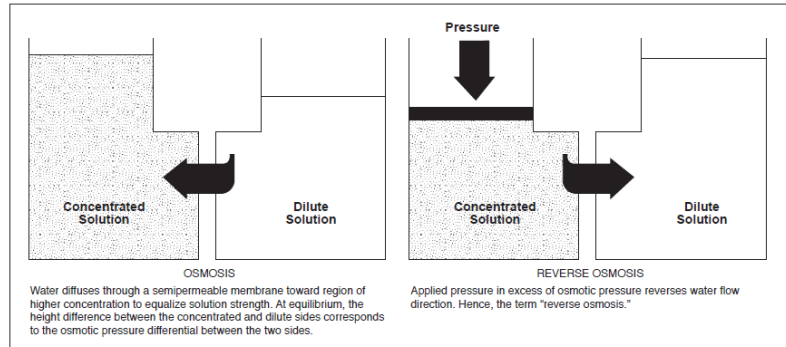 Pressure
Concentrated
Solution
Dilute
Solution
Concentrated
Solution
Dilute
Solution
OSMOSIS
Water diffuses through a semipermeable membrane toward region of
higher concentration to equalize solution strength. At equilibrium, the
height difference between the concentrated and dilute sides corresponds
to the osmotic pressure differential between the two sides.
REVERSE OSMOSIS
Applied pressure in excess of osmotic pressure reverses water flow
direction. Hence, the term "reverse osmosis."